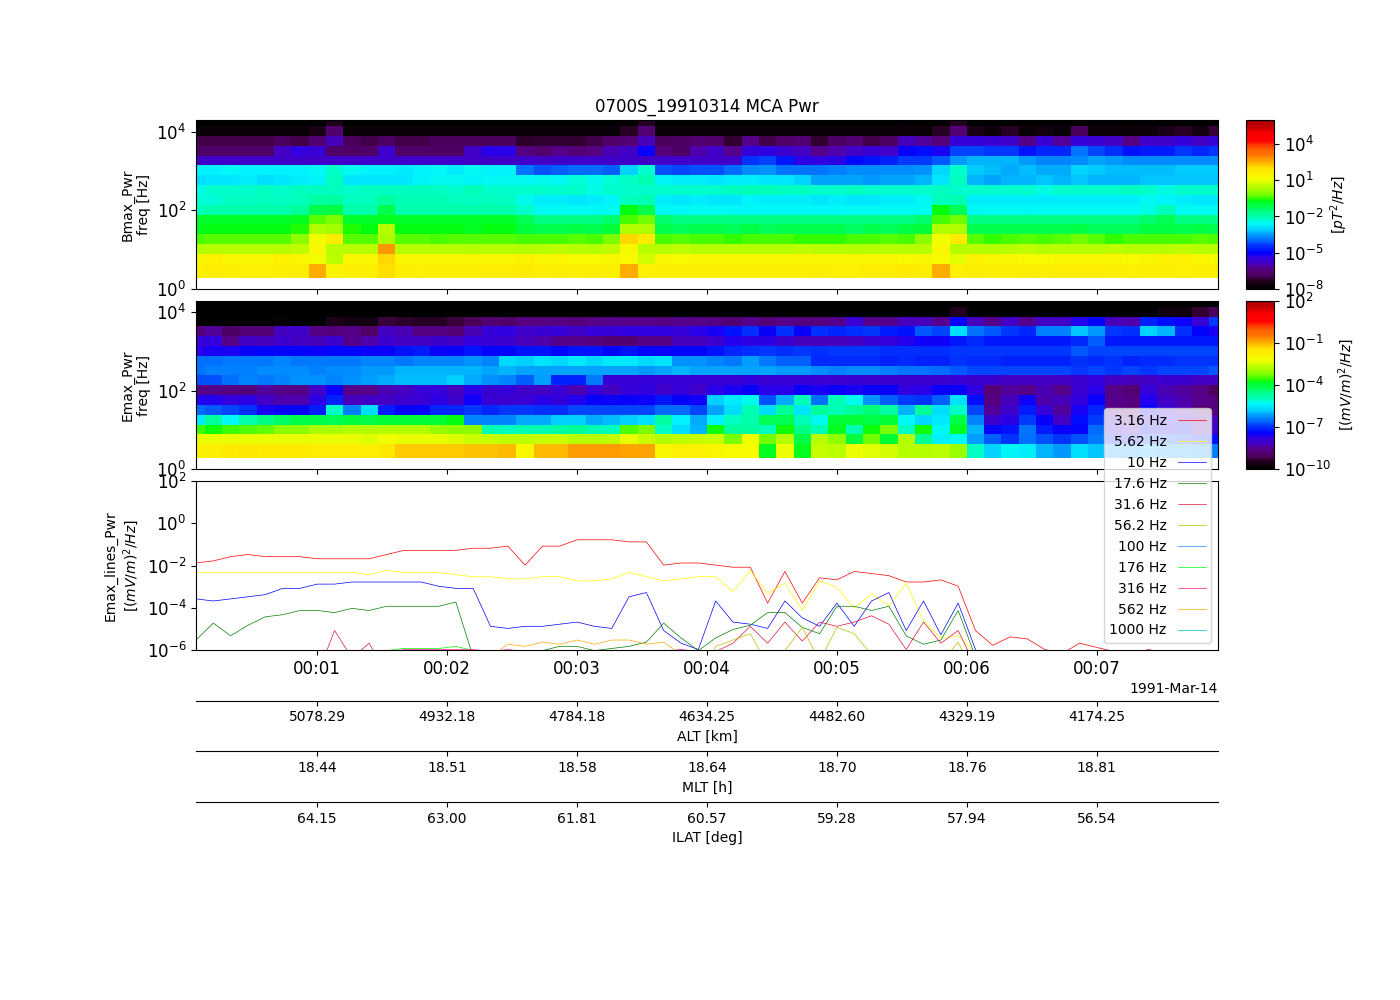 0700S_19910314 MCA Pwr
Bmax_Pwr
freq [Hz]
10^4
10^2
10^0
10^4
10^1
10^-2
10^-5
10^-8
[pT^2/Hz]
Emax_Pwr
freq [Hz]
10^4
10^2
10^0
10^2
10^-1
10^-4
10^-7
10^-10
[(mV/m)^2/Hz]
Emax_lines_Pwr
[(mV/m)^2/Hz]
10^2
10^0
10^-2
10^-4
10^-6
3.16 Hz
5.62 Hz
10 Hz
17.6 Hz
31.6 Hz
56.2 Hz
100 Hz
176 Hz
316 Hz
562 Hz
1000 Hz
00:01 00:02 00:03 00:04 00:05 00:06 00:07
1991-Mar-14
5078.29 4932.18 4784.18 4634.25 4482.60 4329.19 4174.25
ALT [km]
18.44 18.51 18.58 18.64 18.70 18.76 18.81
MLT [h]
64.15 63.00 61.81 60.57 59.28 57.94 56.54
ILAT [deg]